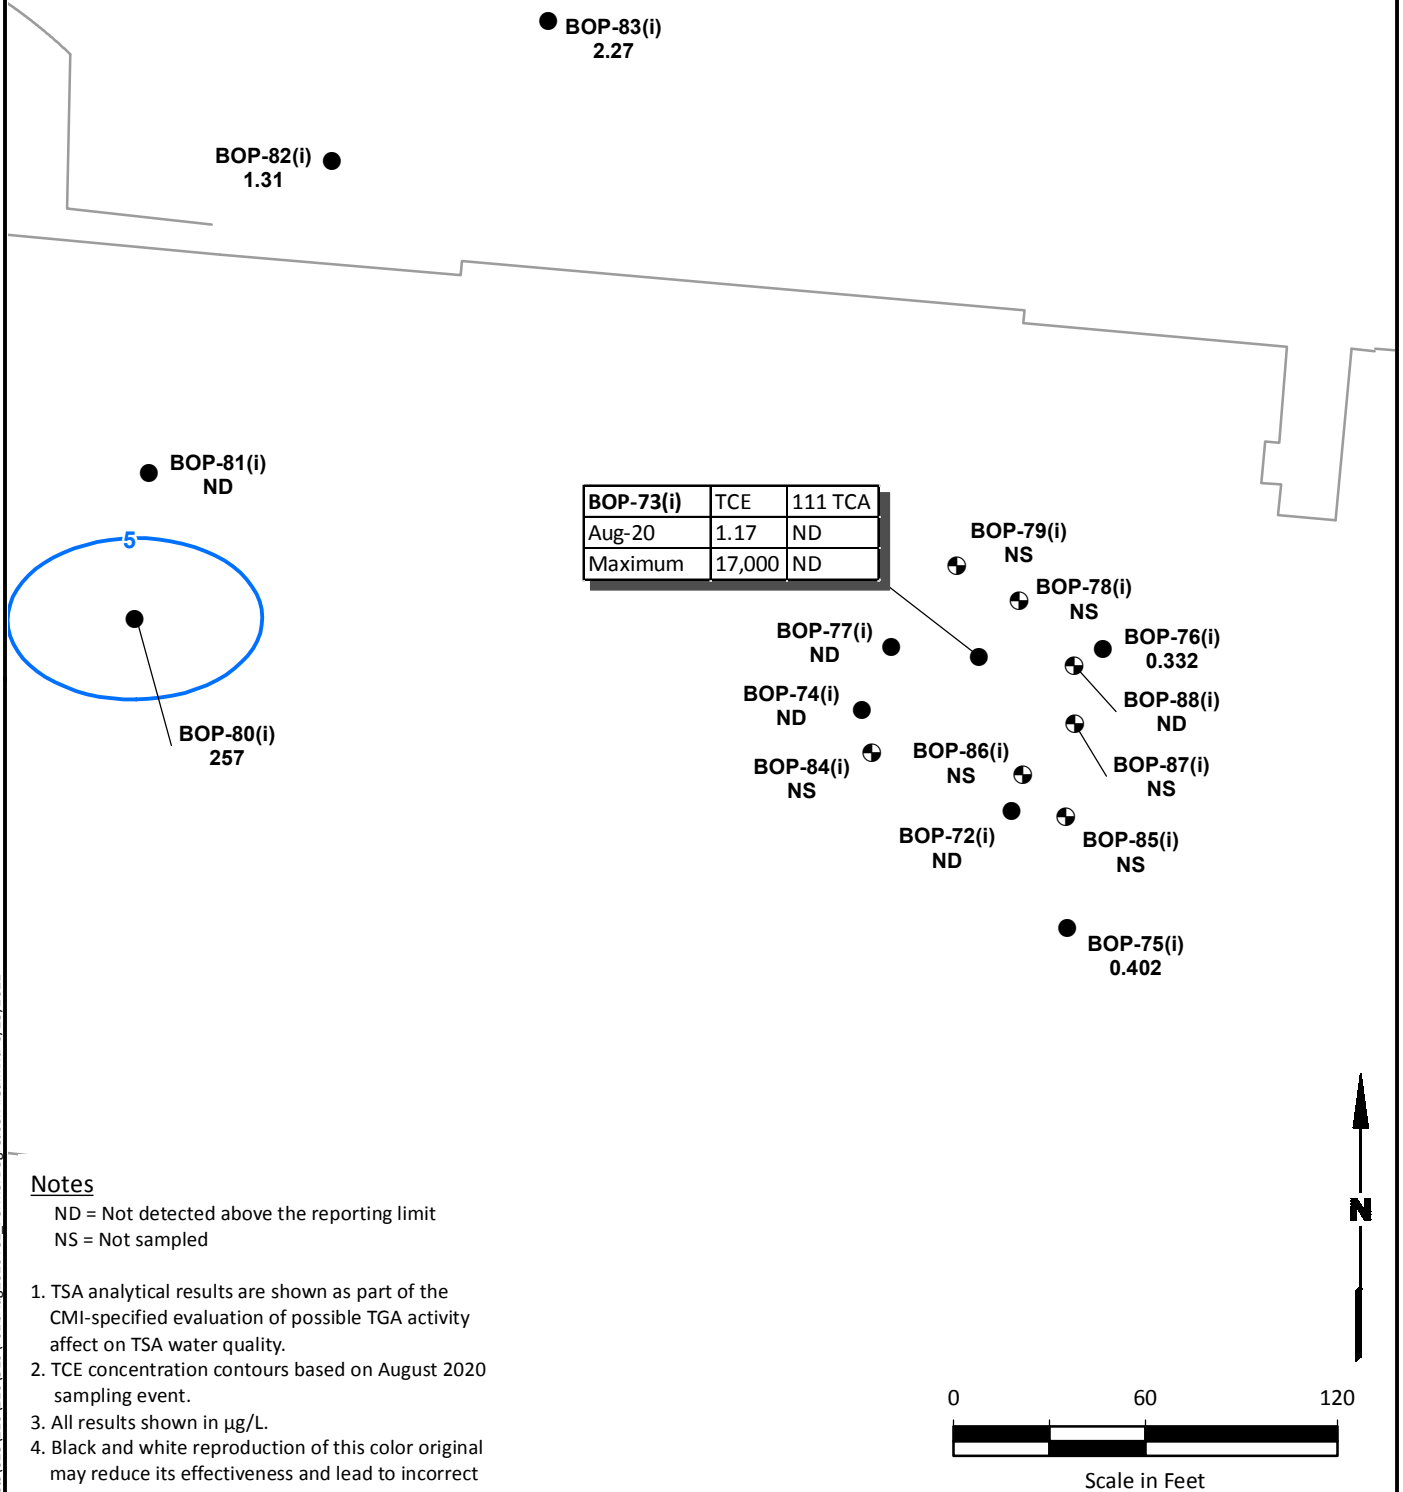 BOP-83(i)
2.27
BOP-82(i)
1.31
BOP-81(i)
ND
5
BOP-80(i)
257
BOP-73(i) TCE 111 TCA
Aug-20 1.17 ND
Maximum 17,000 ND
BOP-79(i)
NS
BOP-78(i)
NS
BOP-77(i)
ND
BOP-76(i)
0.332
BOP-74(i)
ND
BOP-88(i)
ND
BOP-84(i)
NS
BOP-86(i)
NS
BOP-87(i)
NS
BOP-72(i)
ND
BOP-85(i)
NS
BOP-75(i)
0.402
N
Notes
ND = Not detected above the reporting limit
NS = Not sampled
1. TSA analytical results are shown as part of the
CMI-specified evaluation of possible TGA activity
affect on TSA water quality.
2. TCE concentration contours based on August 2020
sampling event.
3. All results shown in µg/L.
4. Black and white reproduction of this color original
may reduce its effectiveness and lead to incorrect
0 60 120
Scale in Feet